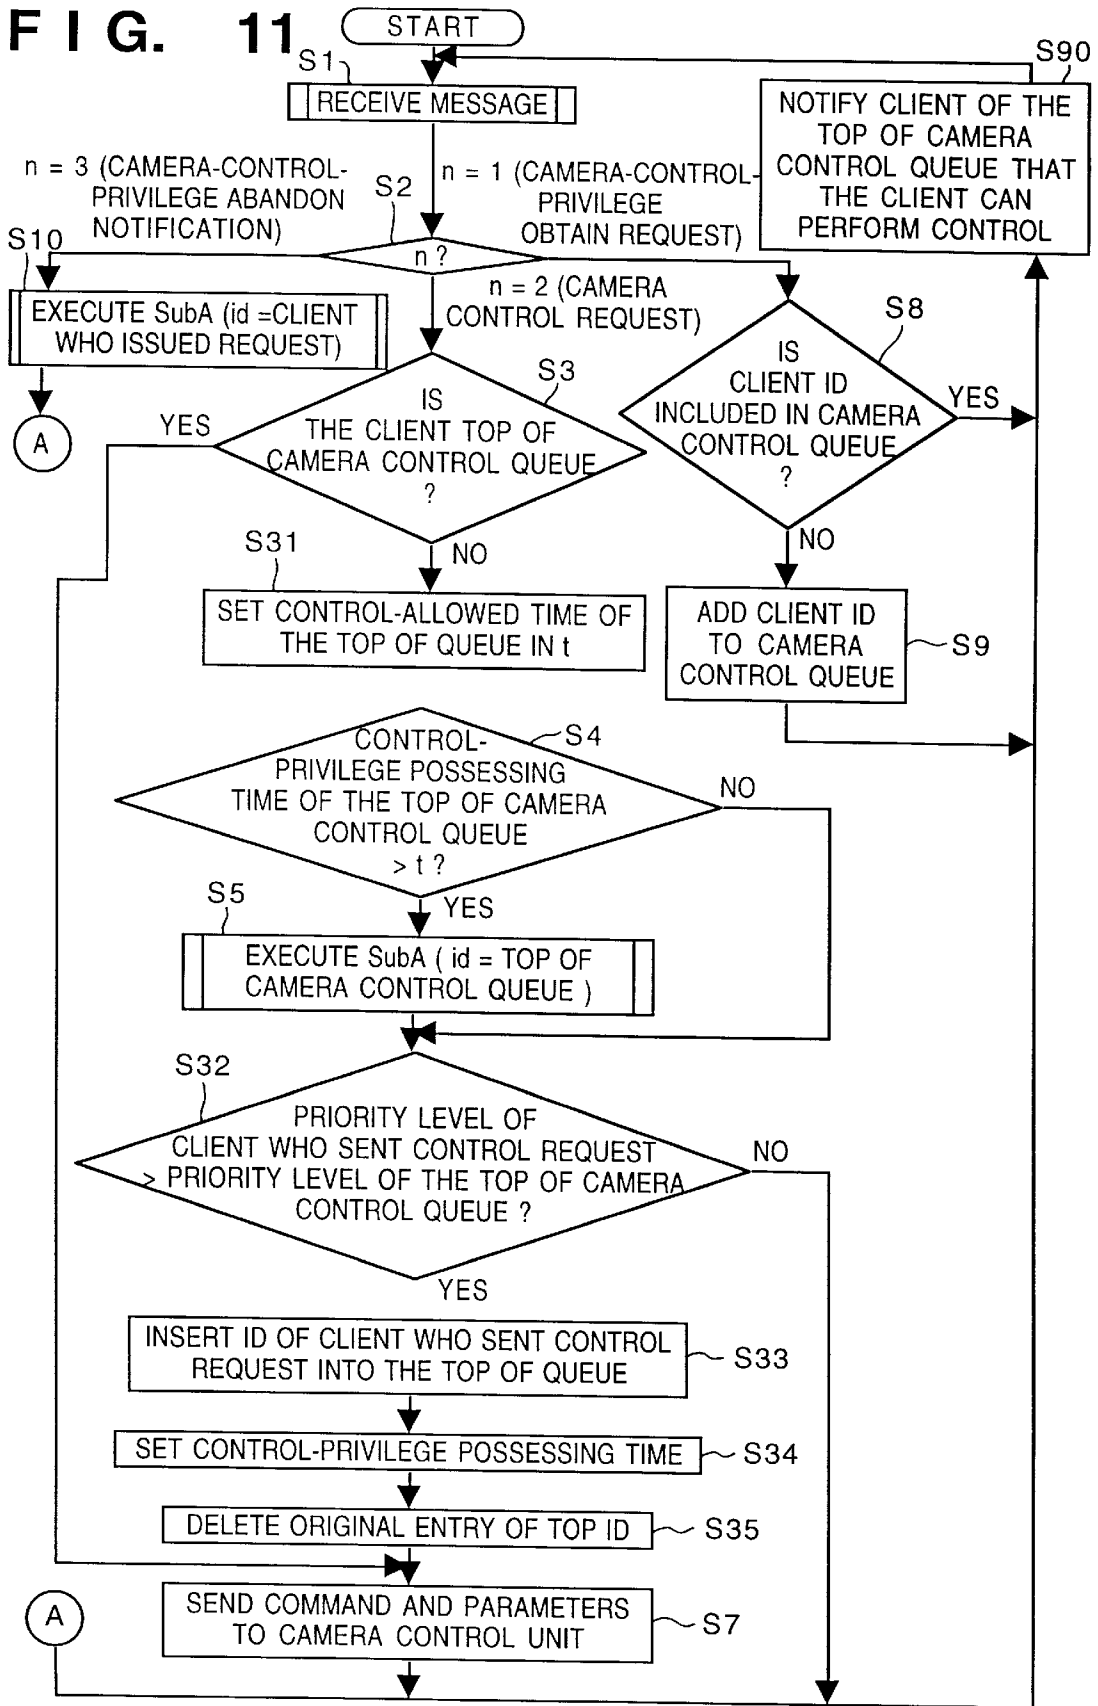 FIG. 11
START
S1
RECEIVE MESSAGE
S90
NOTIFY CLIENT OF THE
TOP OF CAMERA
CONTROL QUEUE THAT
THE CLIENT CAN
PERFORM CONTROL
n = 3 (CAMERA-CONTROL-
PRIVILEGE ABANDON
NOTIFICATION)
S2
n = 1 (CAMERA-CONTROL-
PRIVILEGE
OBTAIN REQUEST)
S10
n ?
n = 2 (CAMERA
CONTROL REQUEST)
EXECUTE SubA (id =CLIENT
WHO ISSUED REQUEST)
A
S3
YES
IS
THE CLIENT TOP OF
CAMERA CONTROL QUEUE
?
NO
S8
IS
CLIENT ID
INCLUDED IN CAMERA
CONTROL QUEUE
?
YES
NO
S31
SET CONTROL-ALLOWED TIME OF
THE TOP OF QUEUE IN t
ADD CLIENT ID
TO CAMERA
CONTROL QUEUE
S9
S4
CONTROL-
PRIVILEGE POSSESSING
TIME OF THE TOP OF CAMERA
CONTROL QUEUE
> t ?
NO
YES
S5
EXECUTE SubA ( id = TOP OF
CAMERA CONTROL QUEUE )
S32
PRIORITY LEVEL OF
CLIENT WHO SENT CONTROL REQUEST
> PRIORITY LEVEL OF THE TOP OF CAMERA
CONTROL QUEUE ?
NO
YES
INSERT ID OF CLIENT WHO SENT CONTROL
REQUEST INTO THE TOP OF QUEUE
S33
SET CONTROL-PRIVILEGE POSSESSING TIME
S34
DELETE ORIGINAL ENTRY OF TOP ID
S35
A
SEND COMMAND AND PARAMETERS
TO CAMERA CONTROL UNIT
S7